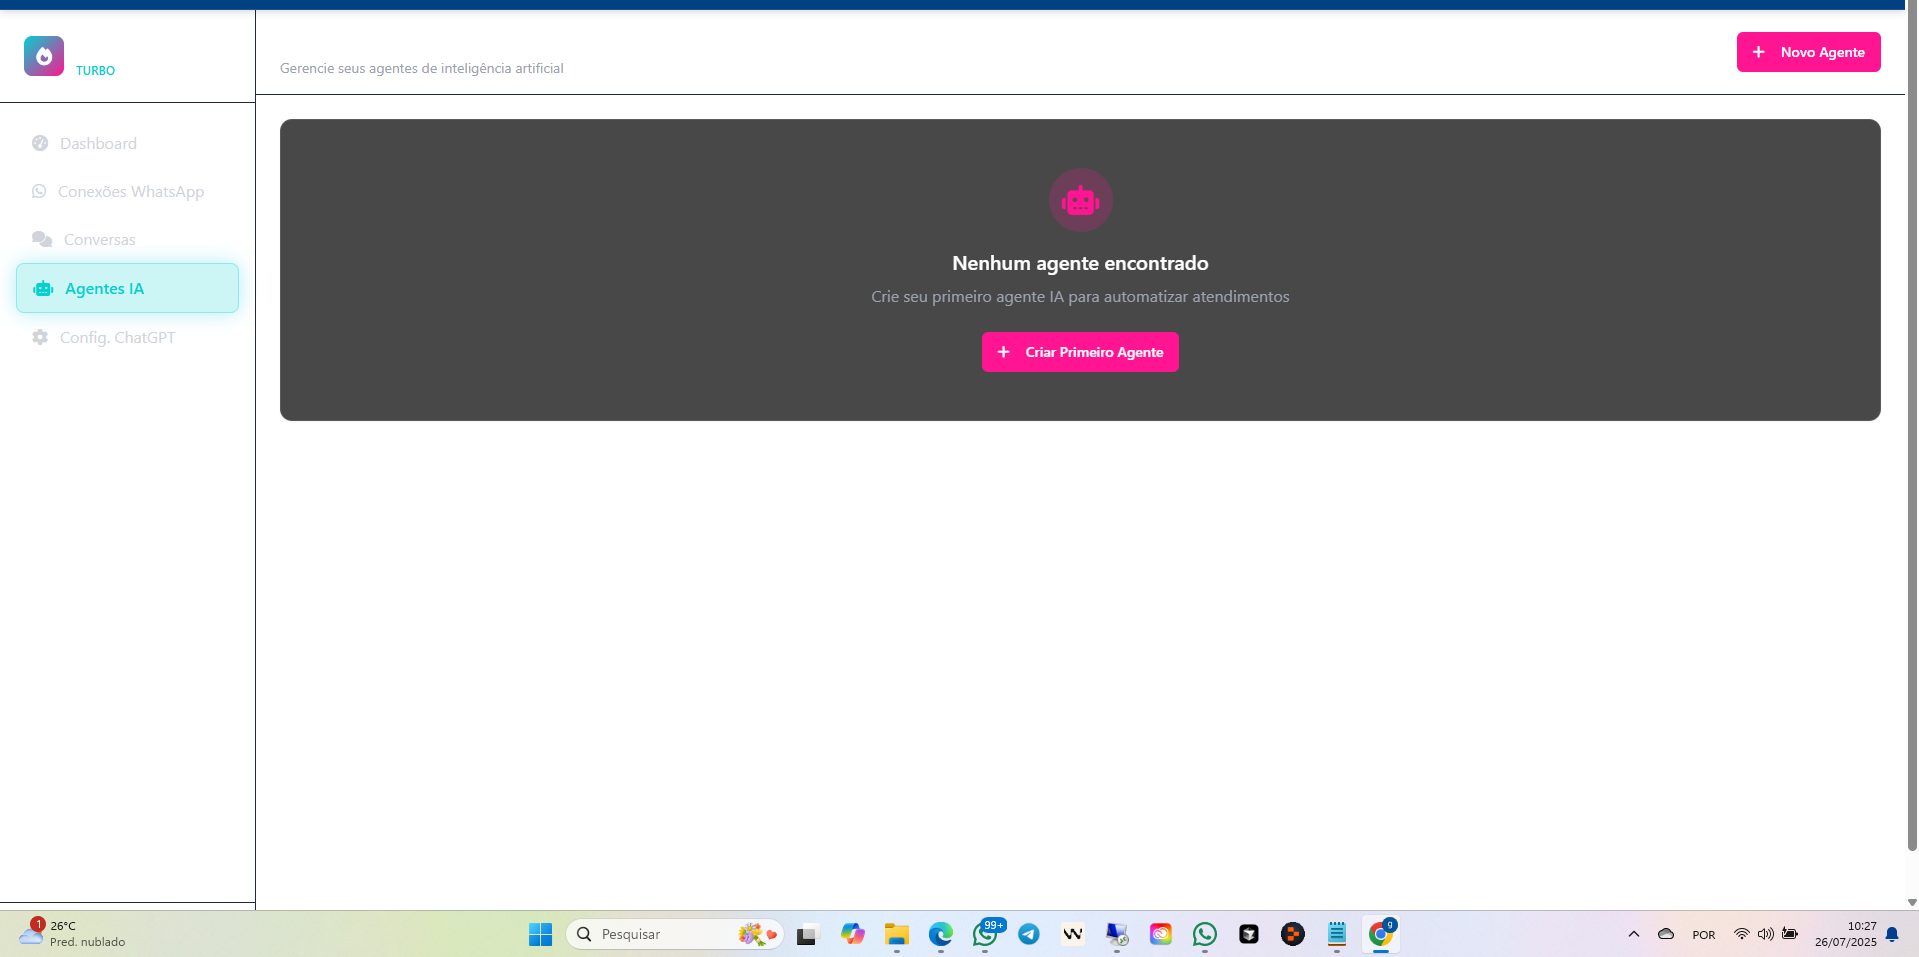 TURBO
Dashboard
Conexões WhatsApp
Conversas
Agentes IA
Config. ChatGPT
Gerencie seus agentes de inteligência artificial
Novo Agente
Nenhum agente encontrado
Crie seu primeiro agente IA para automatizar atendimentos
Criar Primeiro Agente
1
26°C
Pred. nublado
Pesquisar
99+
9
POR
10:27
26/07/2025